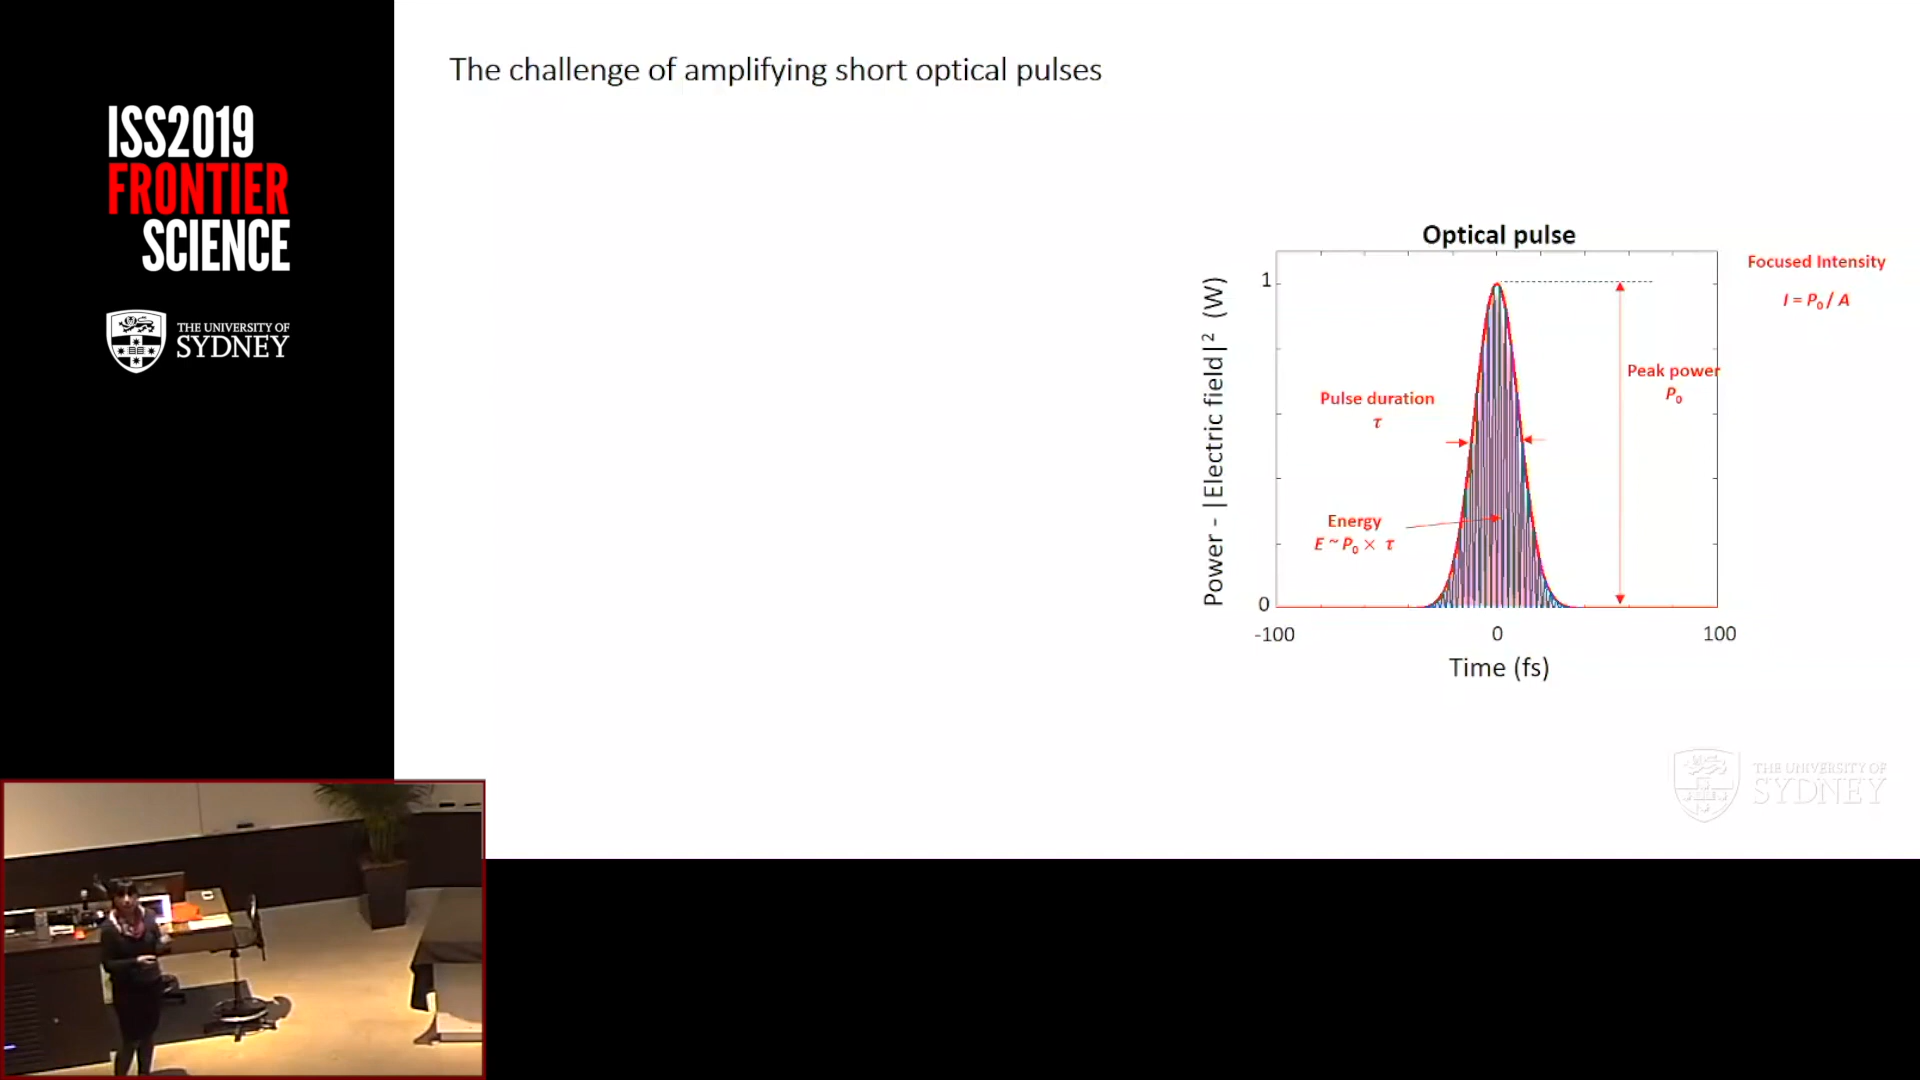 The challenge of amplifying short optical pulses
ISS2019
FRONTIER
SCIENCE
THE UNIVERSITY OF
SYDNEY
Optical pulse
Focused Intensity
I = P₀ / A
1
Power - |Electric field|² (W)
Peak power
P₀
Pulse duration
τ
Energy
E ~ P₀ × τ
0
-100
0
100
Time (fs)
THE UNIVERSITY OF
SYDNEY